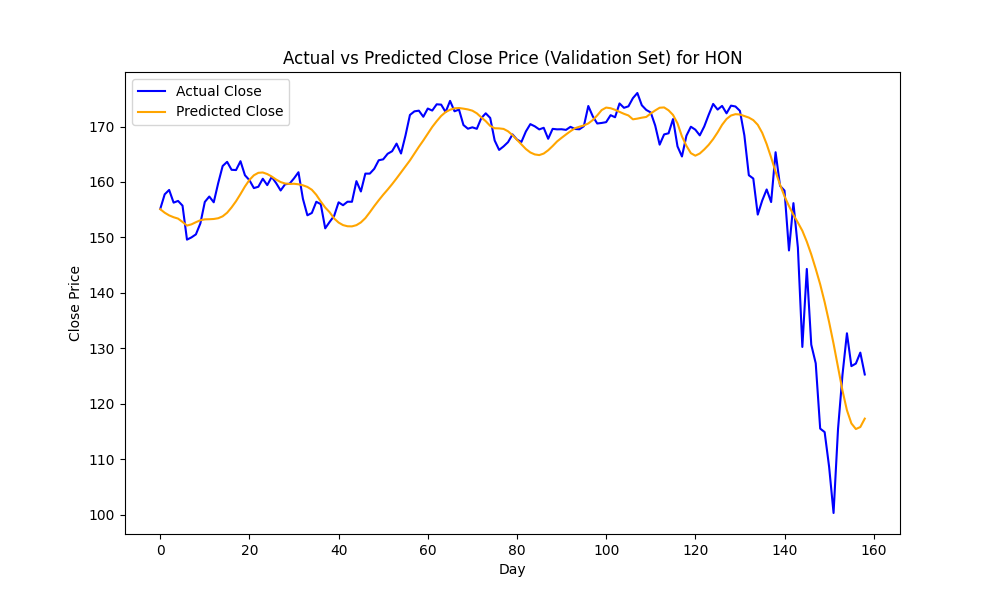 Actual vs Predicted Close Price (Validation Set) for HON
Actual Close
Predicted Close
Close Price
170
160
150
140
130
120
110
100
0 20 40 60 80 100 120 140 160
Day